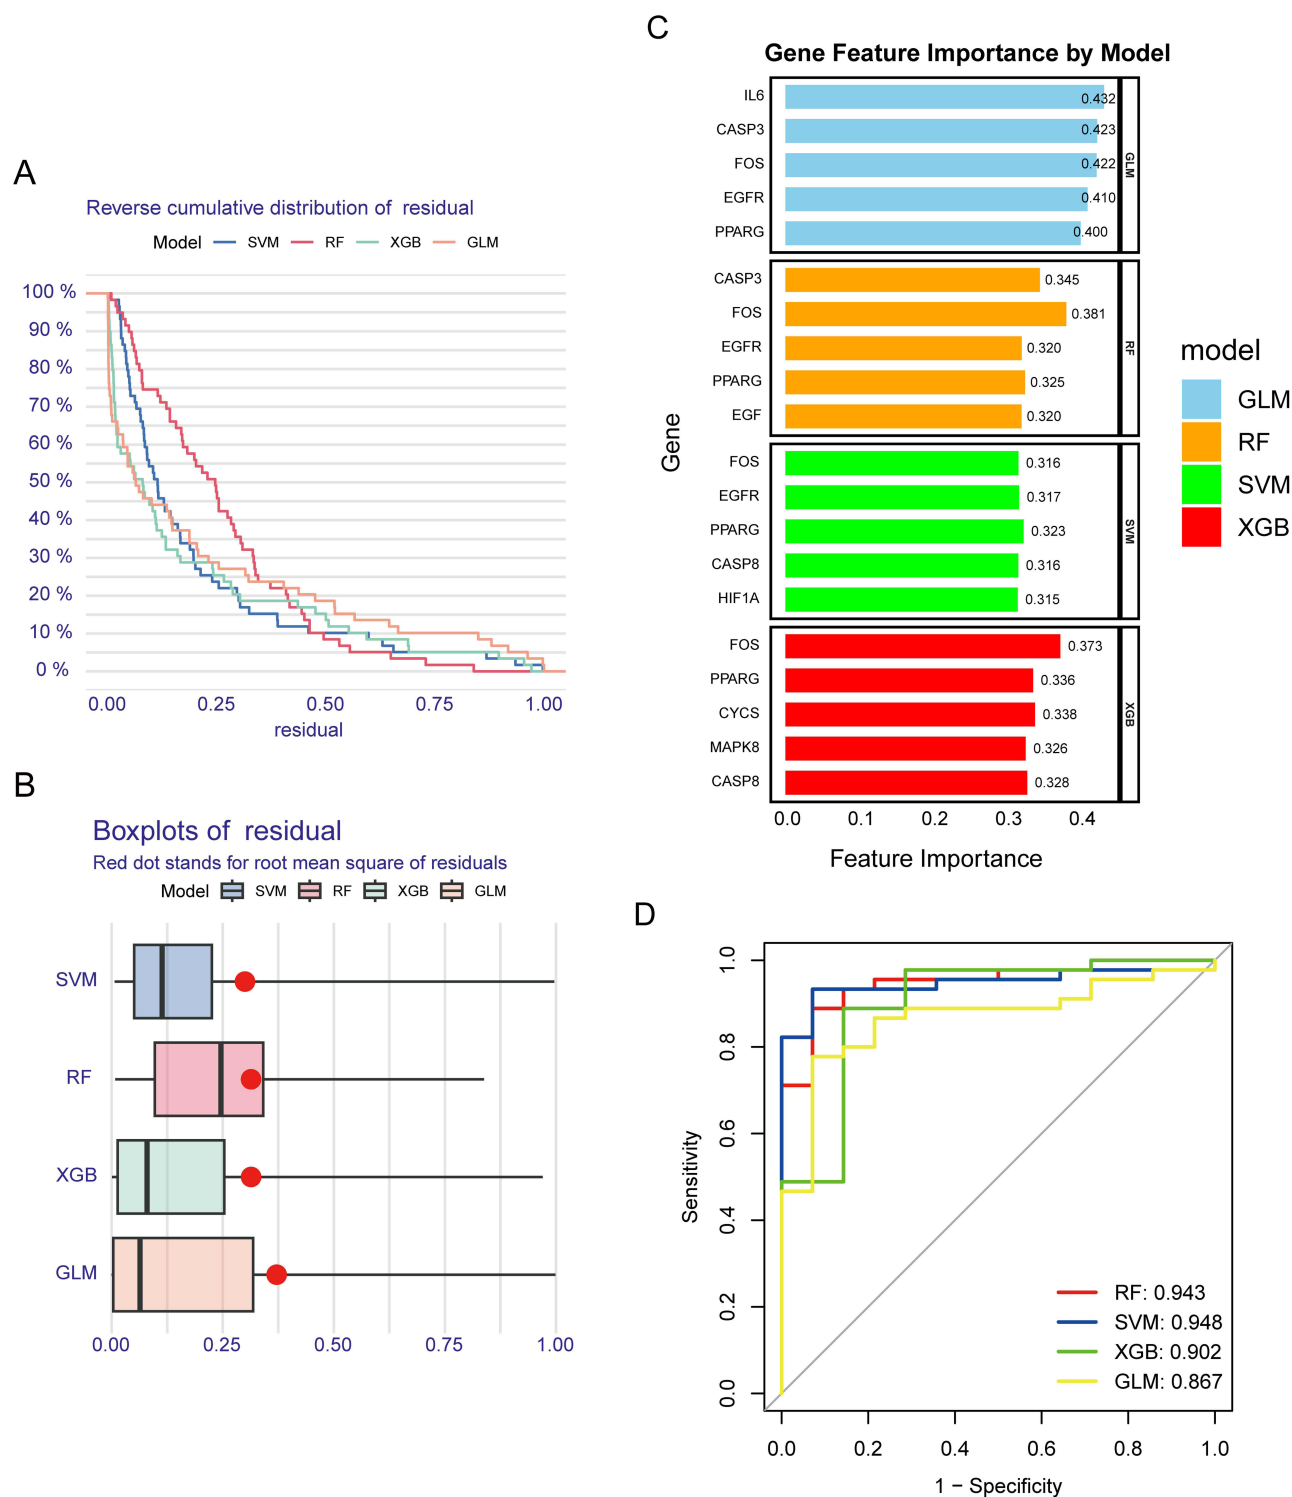 A
Reverse cumulative distribution of  residual
Model SVM RF XGB GLM
100 %
90 %
80 %
70 %
60 %
50 %
40 %
30 %
20 %
10 %
0 %
0.00 0.25 0.50 0.75 1.00
residual
B
Boxplots of  residual
Red dot stands for root mean square of residuals
Model SVM RF XGB GLM
SVM
RF
XGB
GLM
0.00 0.25 0.50 0.75 1.00
C
Gene Feature Importance by Model
Gene
IL6 0.432
CASP3 0.423
FOS 0.422
EGFR 0.410
PPARG 0.400
GLM
CASP3 0.345
FOS 0.381
EGFR 0.320
PPARG 0.325
EGF 0.320
RF
FOS 0.316
EGFR 0.317
PPARG 0.323
CASP8 0.316
HIF1A 0.315
SVM
FOS 0.373
PPARG 0.336
CYCS 0.338
MAPK8 0.326
CASP8 0.328
XGB
0.0 0.1 0.2 0.3 0.4
Feature Importance
model
GLM
RF
SVM
XGB
D
Sensitivity
1.0
0.8
0.6
0.4
0.2
0.0
RF: 0.943
SVM: 0.948
XGB: 0.902
GLM: 0.867
0.0 0.2 0.4 0.6 0.8 1.0
1 − Specificity